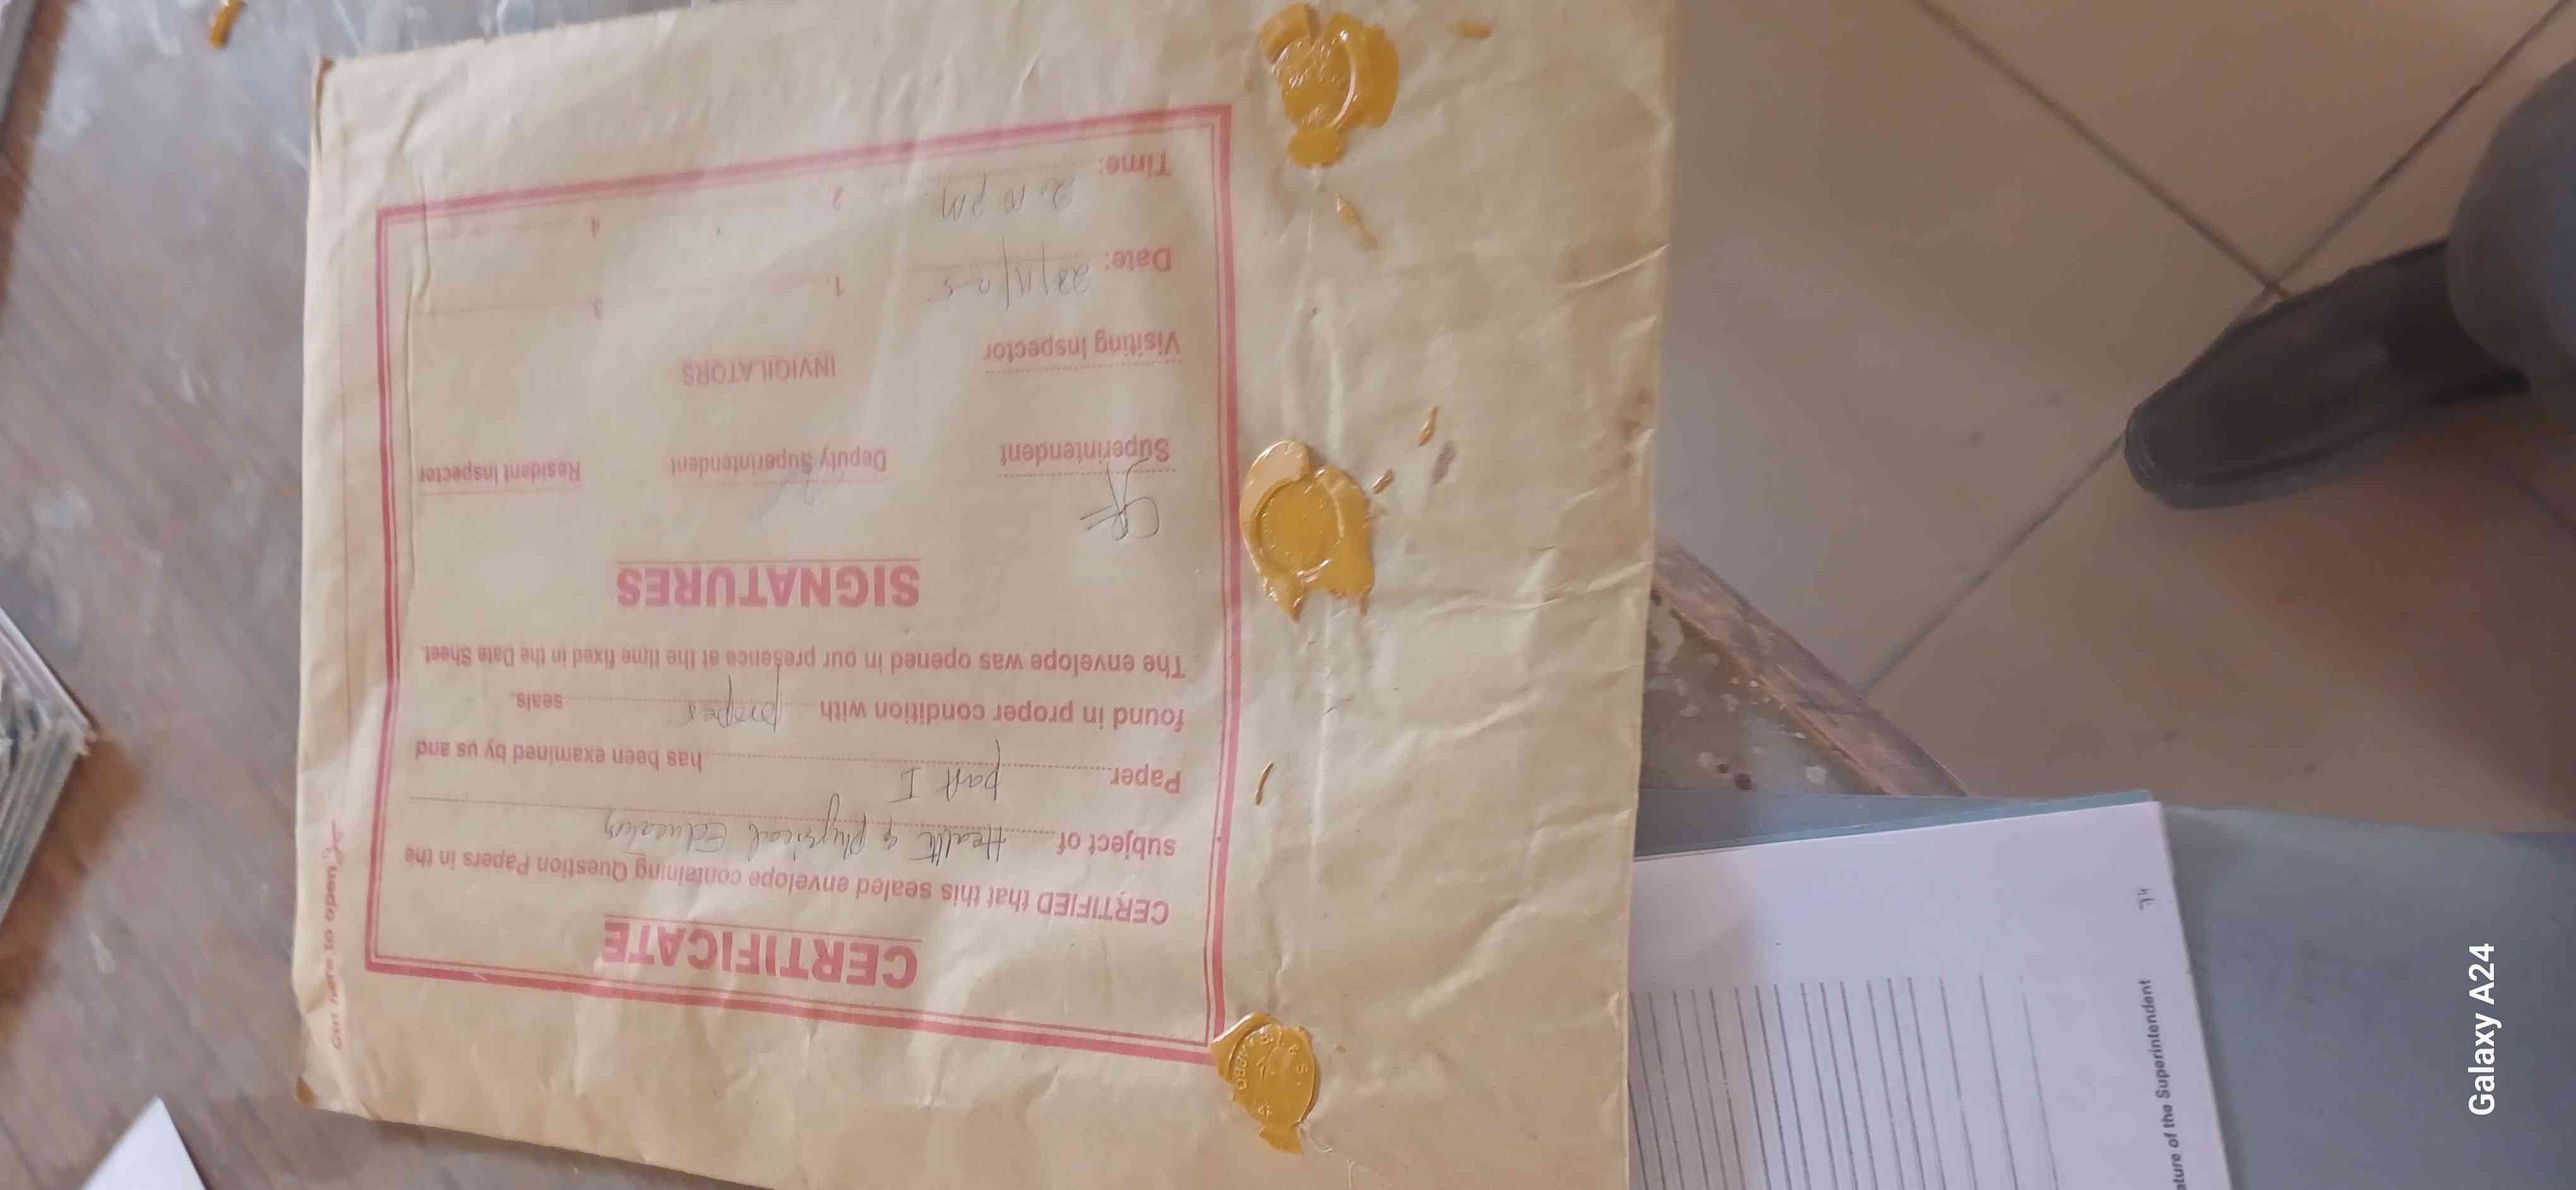 CERTIFICATE
CERTIFIED that this sealed envelope containing Question Papers in the
subject of Health & Physical Education
Paper part I has been examined by us and
found in proper condition with proper seals.
The envelope was opened in our presence at the time fixed in the Date Sheet.
SIGNATURES
Superintendent Deputy Superintendent Resident Inspector
Visiting Inspector INVIGILATORS
Date: 28/11/25 1. 3
Time: 2.10 pm 2 4
Cut here to open
ature of the Superintendent
Galaxy A24